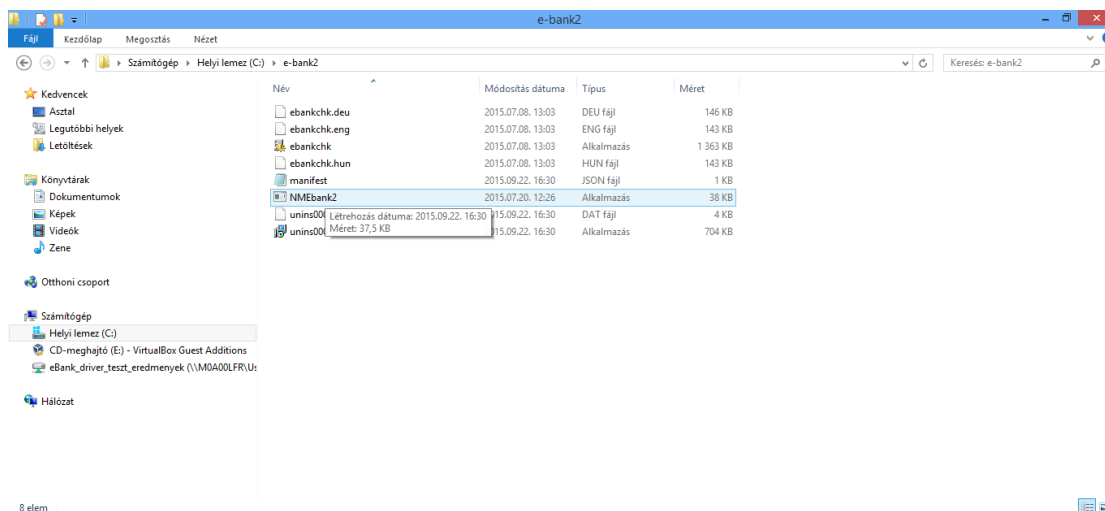 e-bank2
Fájl Kezdőlap Megosztás Nézet
Számítógép Helyi lemez (C:) e-bank2
Keresés: e-bank2
Kedvencek
Asztal
Legutóbbi helyek
Letöltések
Könyvtárak
Dokumentumok
Képek
Videók
Zene
Otthoni csoport
Számítógép
Helyi lemez (C:)
CD-meghajtó (E:) - VirtualBox Guest Additions
eBank_driver_teszt_eredmenyek (\\M0A00LFR\Us
Hálózat
Név Módosítás dátuma Típus Méret
ebankchk.deu 2015.07.08. 13:03 DEU fájl 146 KB
ebankchk.eng 2015.07.08. 13:03 ENG fájl 143 KB
ebankchk 2015.07.08. 13:03 Alkalmazás 1 363 KB
ebankchk.hun 2015.07.08. 13:03 HUN fájl 143 KB
manifest 2015.09.22. 16:30 JSON fájl 1 KB
NMEbank2 2015.07.20. 12:26 Alkalmazás 38 KB
unins00 15.09.22. 16:30 DAT fájl 4 KB
unins00 15.09.22. 16:30 Alkalmazás 704 KB
Létrehozás dátuma: 2015.09.22. 16:30
Méret: 37,5 KB
8 elem